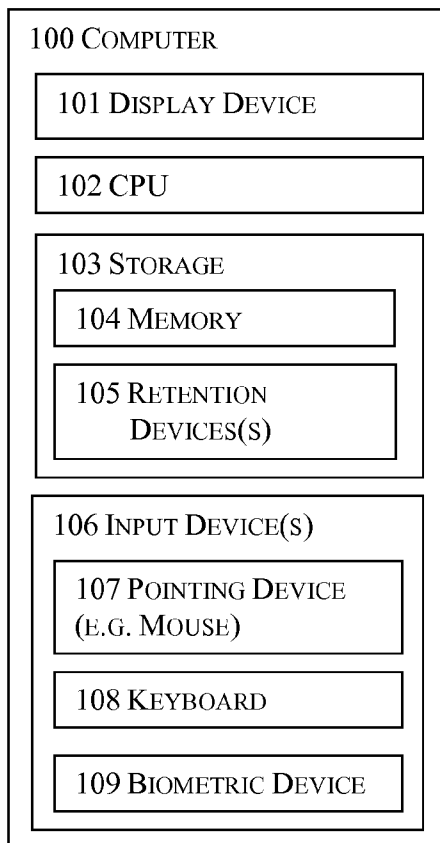 100 COMPUTER
101 DISPLAY DEVICE
102 CPU
103 STORAGE
104 MEMORY
105 RETENTION
DEVICES(S)
106 INPUT DEVICE(S)
107 POINTING DEVICE
(E.G. MOUSE)
108 KEYBOARD
109 BIOMETRIC DEVICE